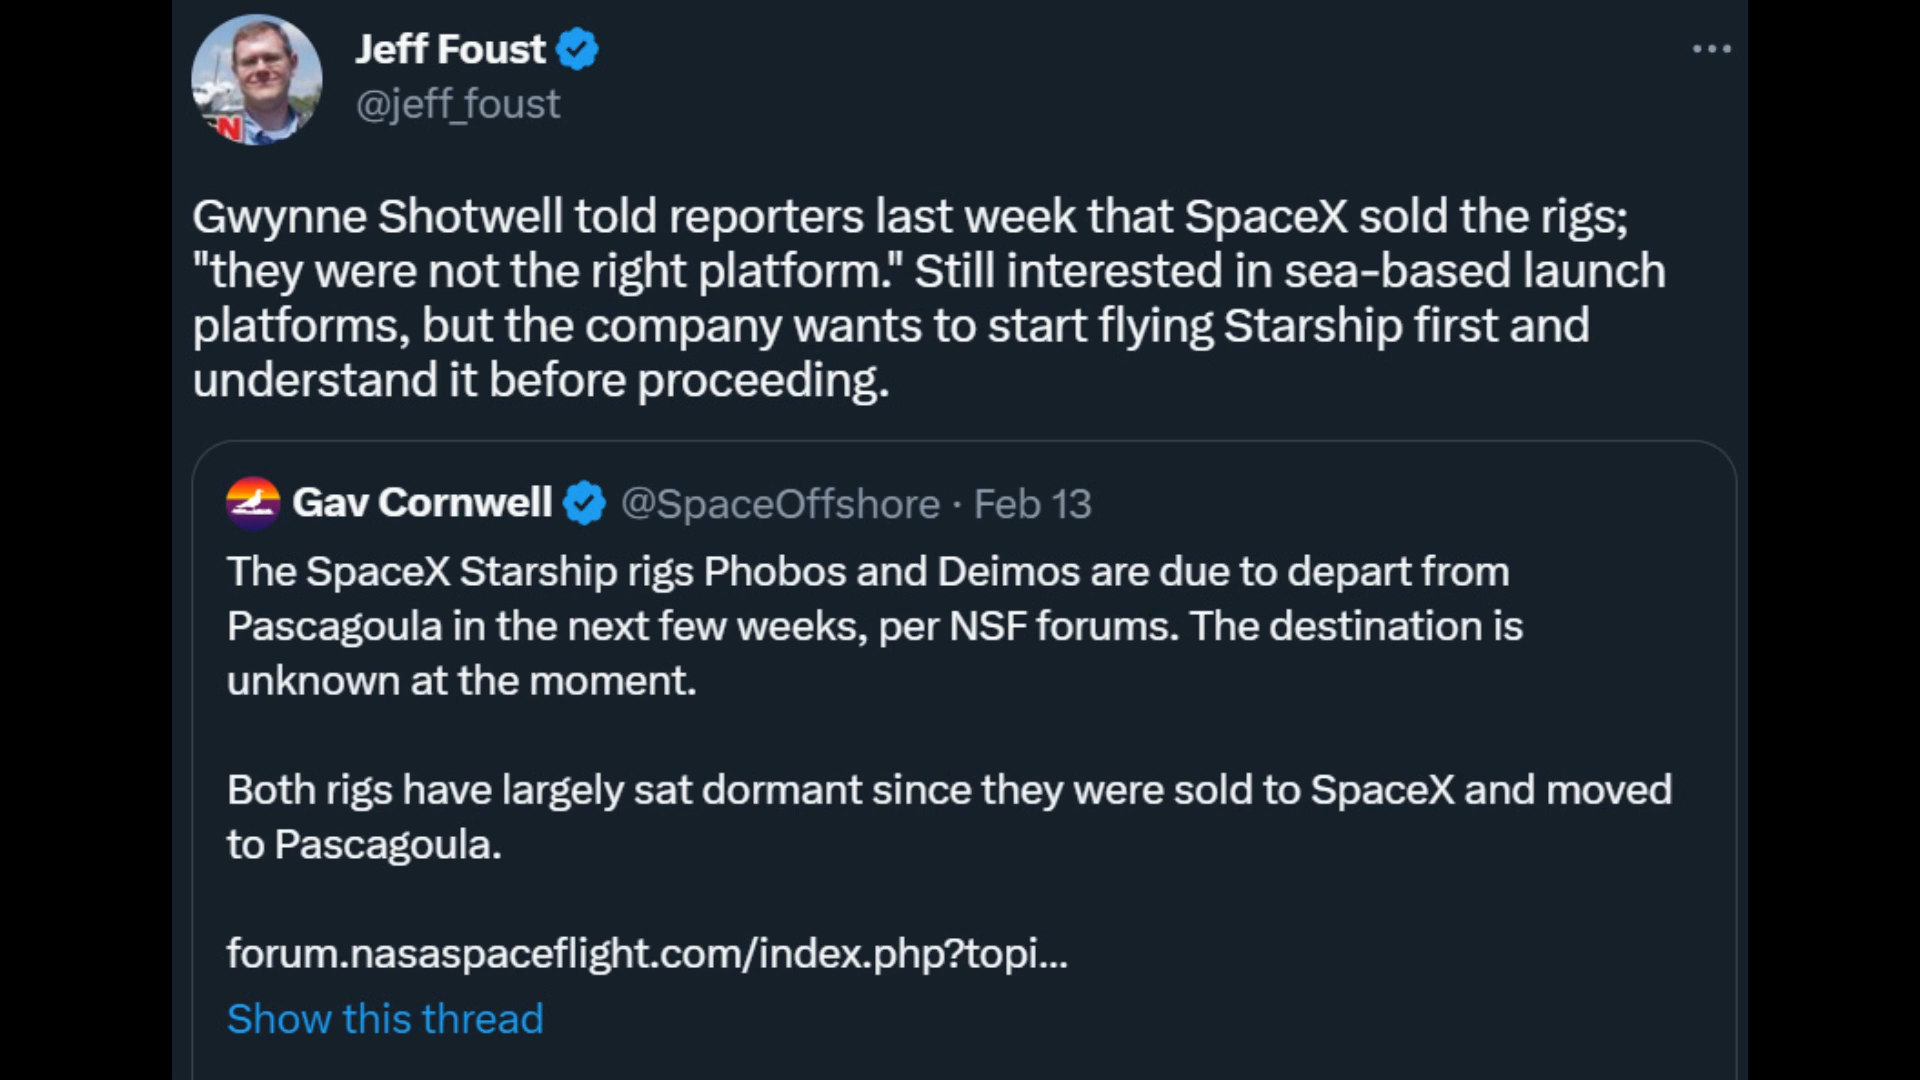 Jeff Foust
@jeff_foust
Gwynne Shotwell told reporters last week that SpaceX sold the rigs;
"they were not the right platform." Still interested in sea-based launch
platforms, but the company wants to start flying Starship first and
understand it before proceeding.
Gav Cornwell @SpaceOffshore · Feb 13
The SpaceX Starship rigs Phobos and Deimos are due to depart from
Pascagoula in the next few weeks, per NSF forums. The destination is
unknown at the moment.
Both rigs have largely sat dormant since they were sold to SpaceX and moved
to Pascagoula.
forum.nasaspaceflight.com/index.php?topi...
Show this thread
N